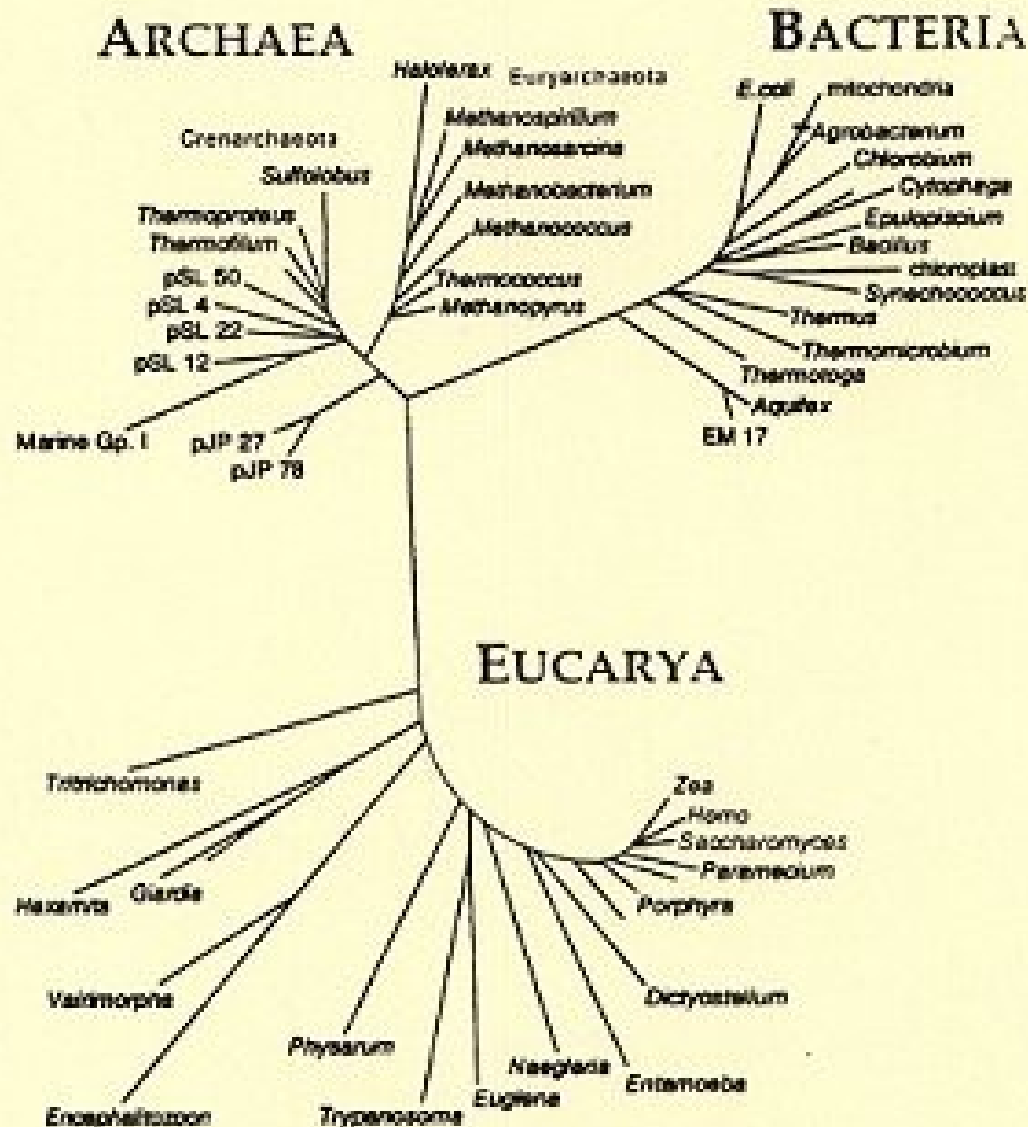 ARCHAEA
BACTERIA
Haloferax
Euryarchaeota
E.coli
mitochondria
Methanospirillum
Agrobacterium
Crenarchaeota
Methanosarcina
Chlorobium
Sulfolobus
Methanobacterium
Cytophaga
Thermoproteus
Methanococcus
Epulopiscium
Thermofilum
Bacillus
pSL 50
Thermococcus
chloroplast
pSL 4
Methanopyrus
Synechococcus
pSL 22
Thermus
pSL 12
Thermomicrobium
Thermotoga
Marine Gp. I
pJP 27
Aquifex
pJP 78
EM 17
EUCARYA
Tritrichomonas
Zea
Homo
Saccharomyces
Paramecium
Hexamita
Giardia
Porphyra
Vairimorpha
Dictyostelium
Physarum
Naegleria
Entamoeba
Euglena
Encephalitozoon
Trypanosoma